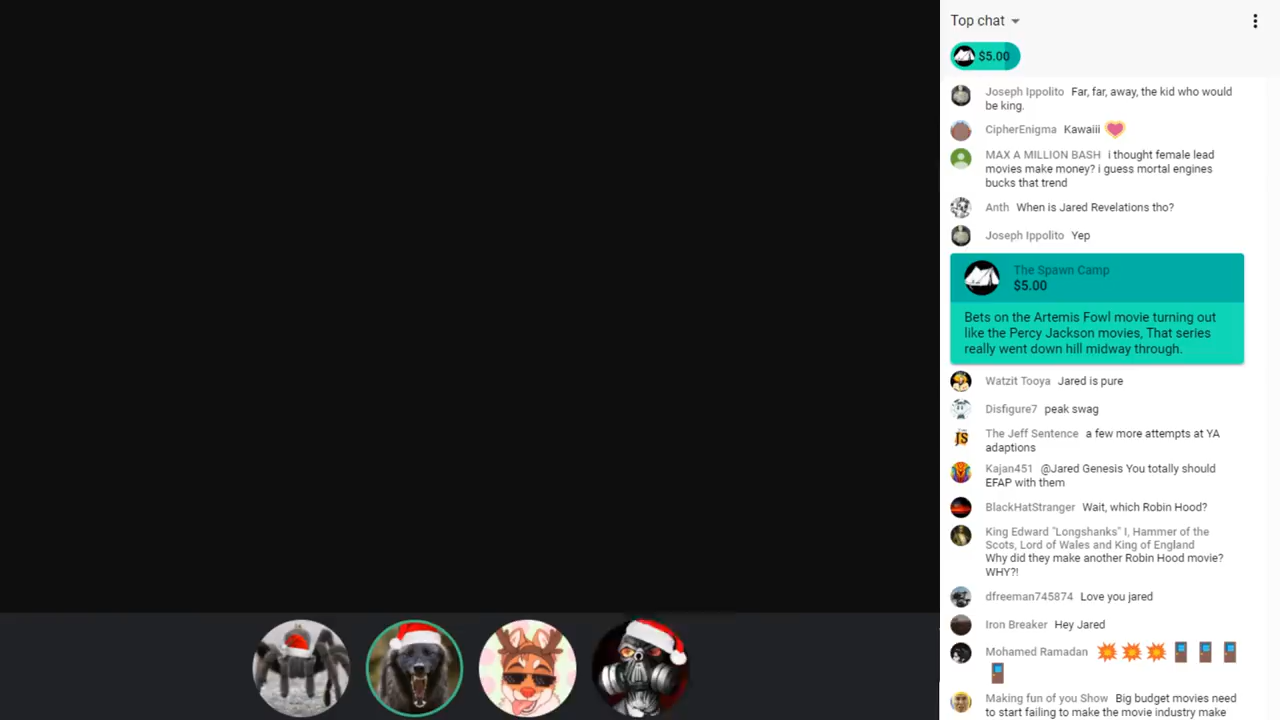 Top chat
$5.00
Joseph Ippolito Far, far, away, the kid who would
be king.
CipherEnigma Kawaiii
MAX A MILLION BASH i thought female lead
movies make money? i guess mortal engines
bucks that trend
Anth When is Jared Revelations tho?
Joseph Ippolito Yep
The Spawn Camp
$5.00
Bets on the Artemis Fowl movie turning out
like the Percy Jackson movies, That series
really went down hill midway through.
Watzit Tooya Jared is pure
Disfigure7 peak swag
JS
The Jeff Sentence a few more attempts at YA
adaptions
Kajan451 @Jared Genesis You totally should
EFAP with them
BlackHatStranger Wait, which Robin Hood?
King Edward "Longshanks" I, Hammer of the
Scots, Lord of Wales and King of England
Why did they make another Robin Hood movie?
WHY?!
dfreeman745874 Love you jared
Iron Breaker Hey Jared
Mohamed Ramadan
Making fun of you Show Big budget movies need
to start failing to make the movie industry make